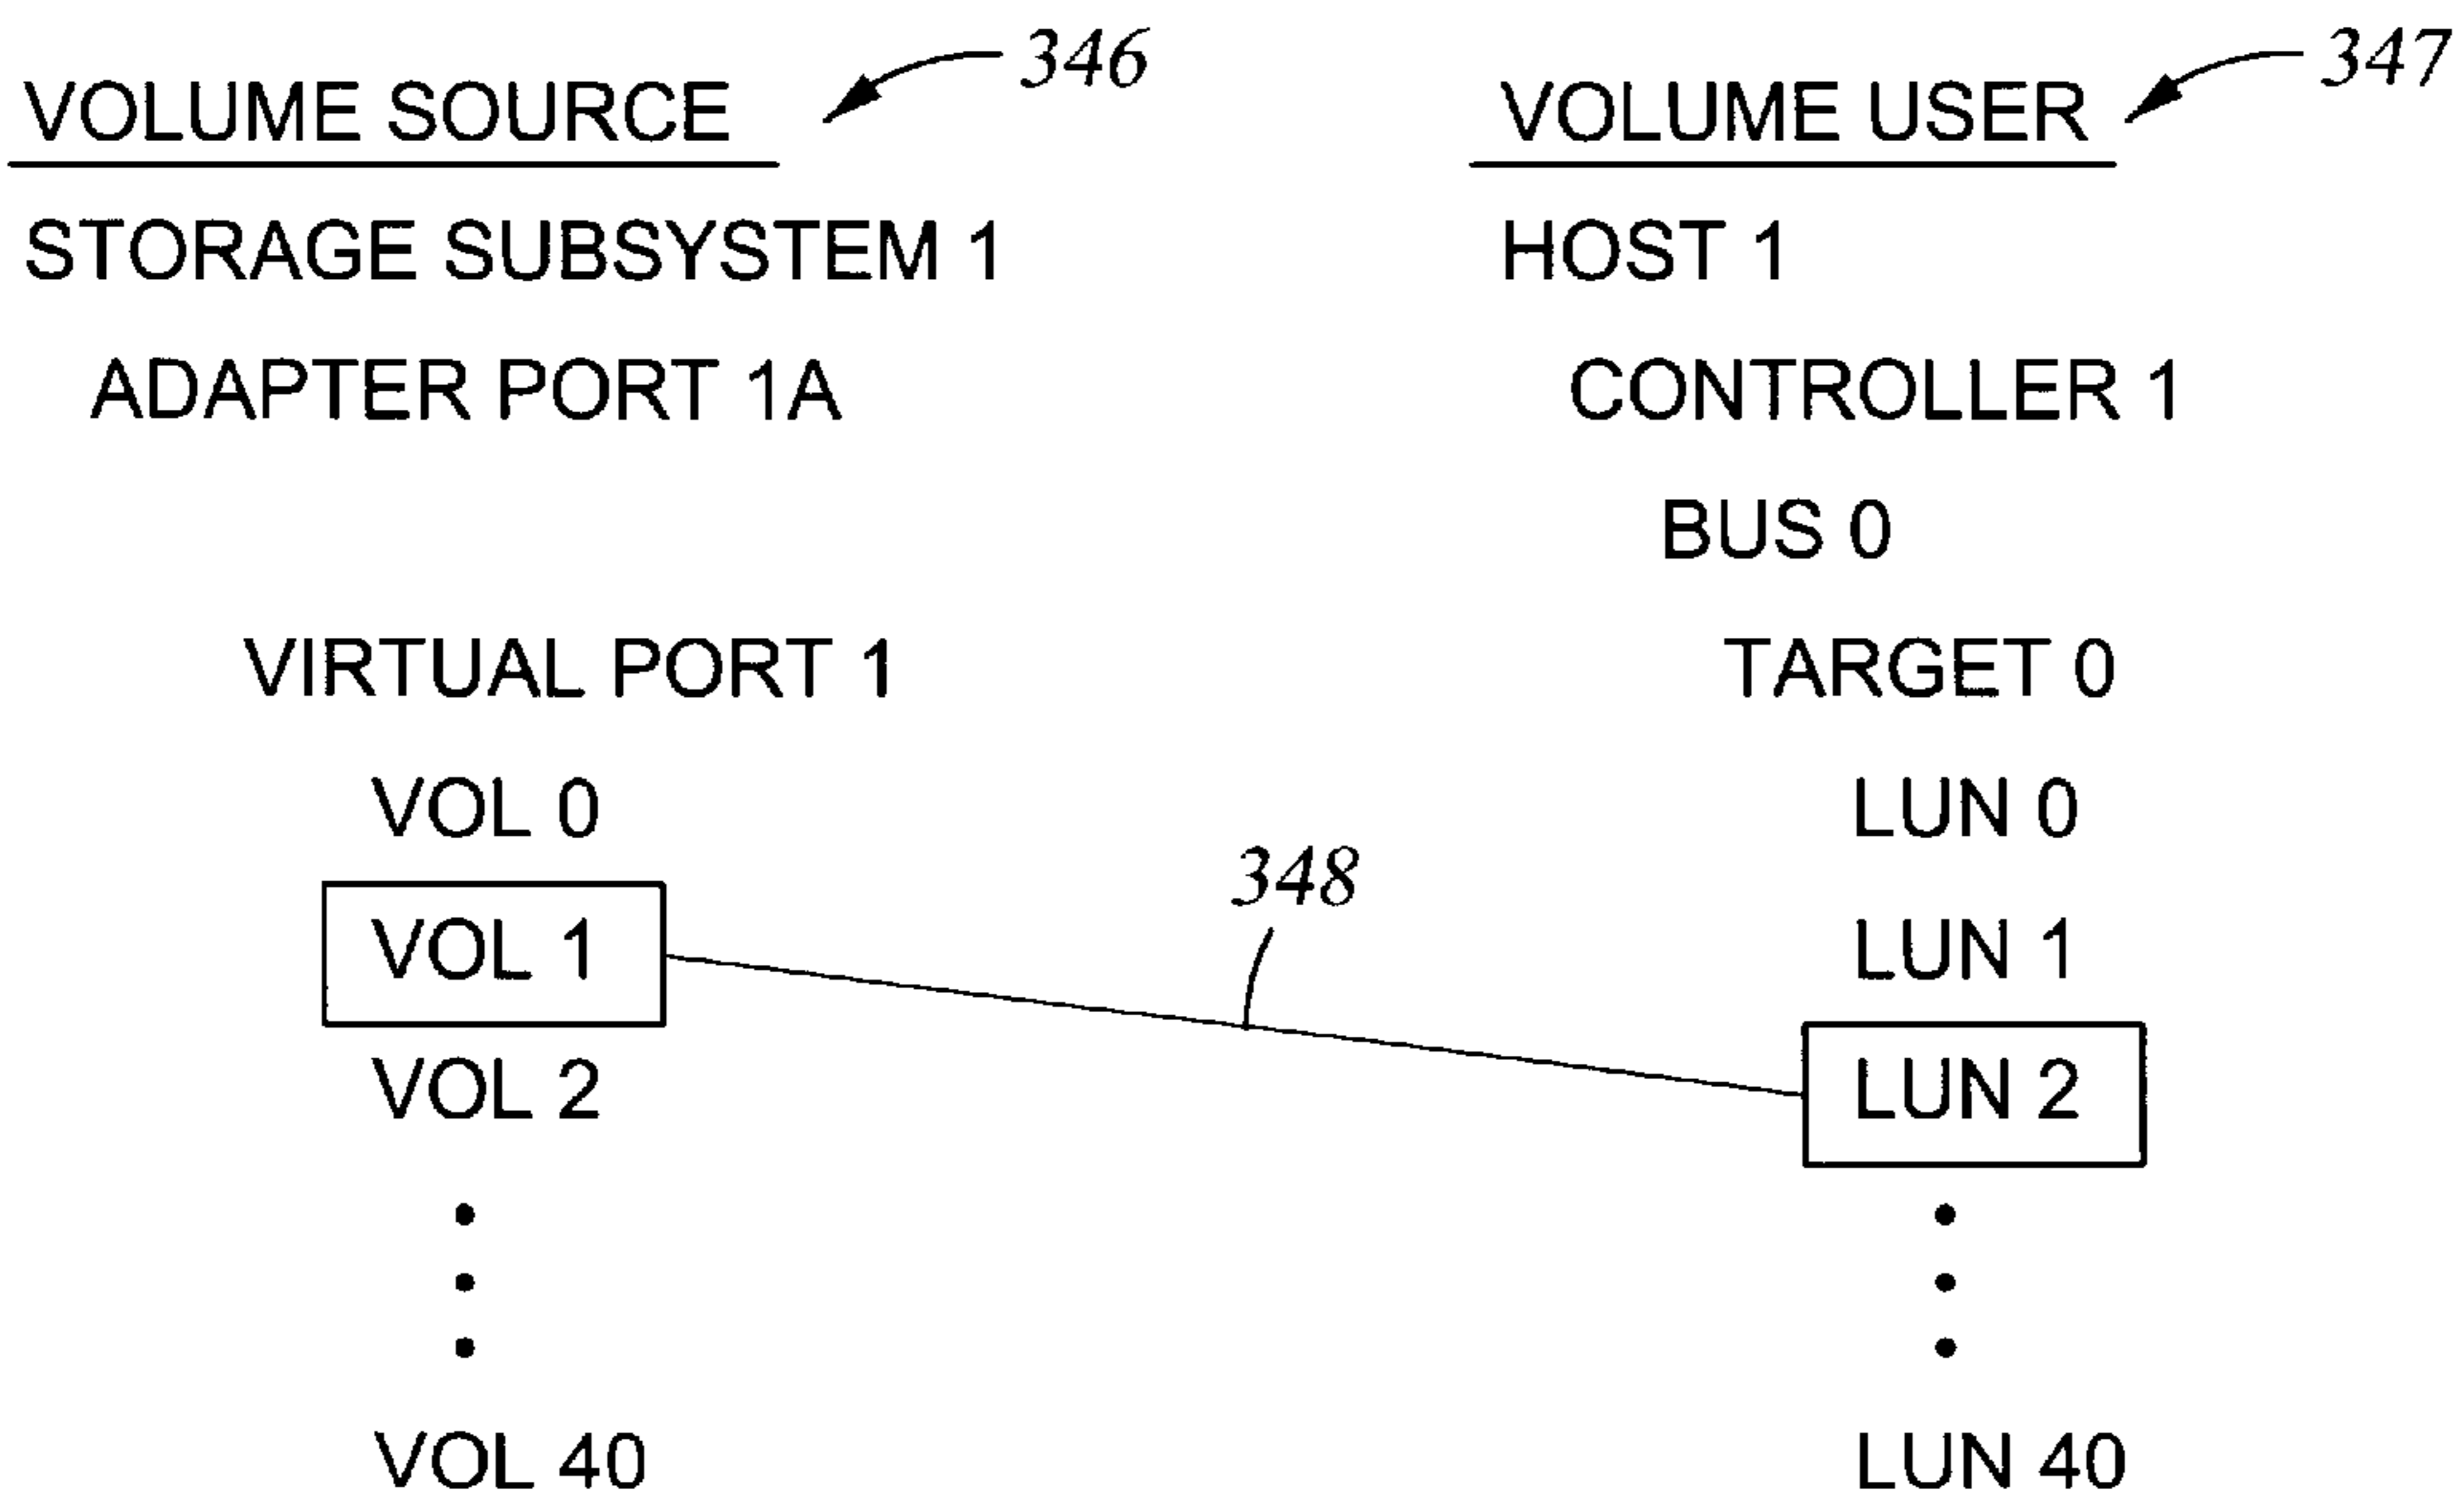 346
347
VOLUME SOURCE
VOLUME USER
STORAGE SUBSYSTEM 1
HOST 1
ADAPTER PORT 1A
CONTROLLER 1
BUS 0
VIRTUAL PORT 1
TARGET 0
VOL 0
LUN 0
348
VOL 1
LUN 1
VOL 2
LUN 2
VOL 40
LUN 40